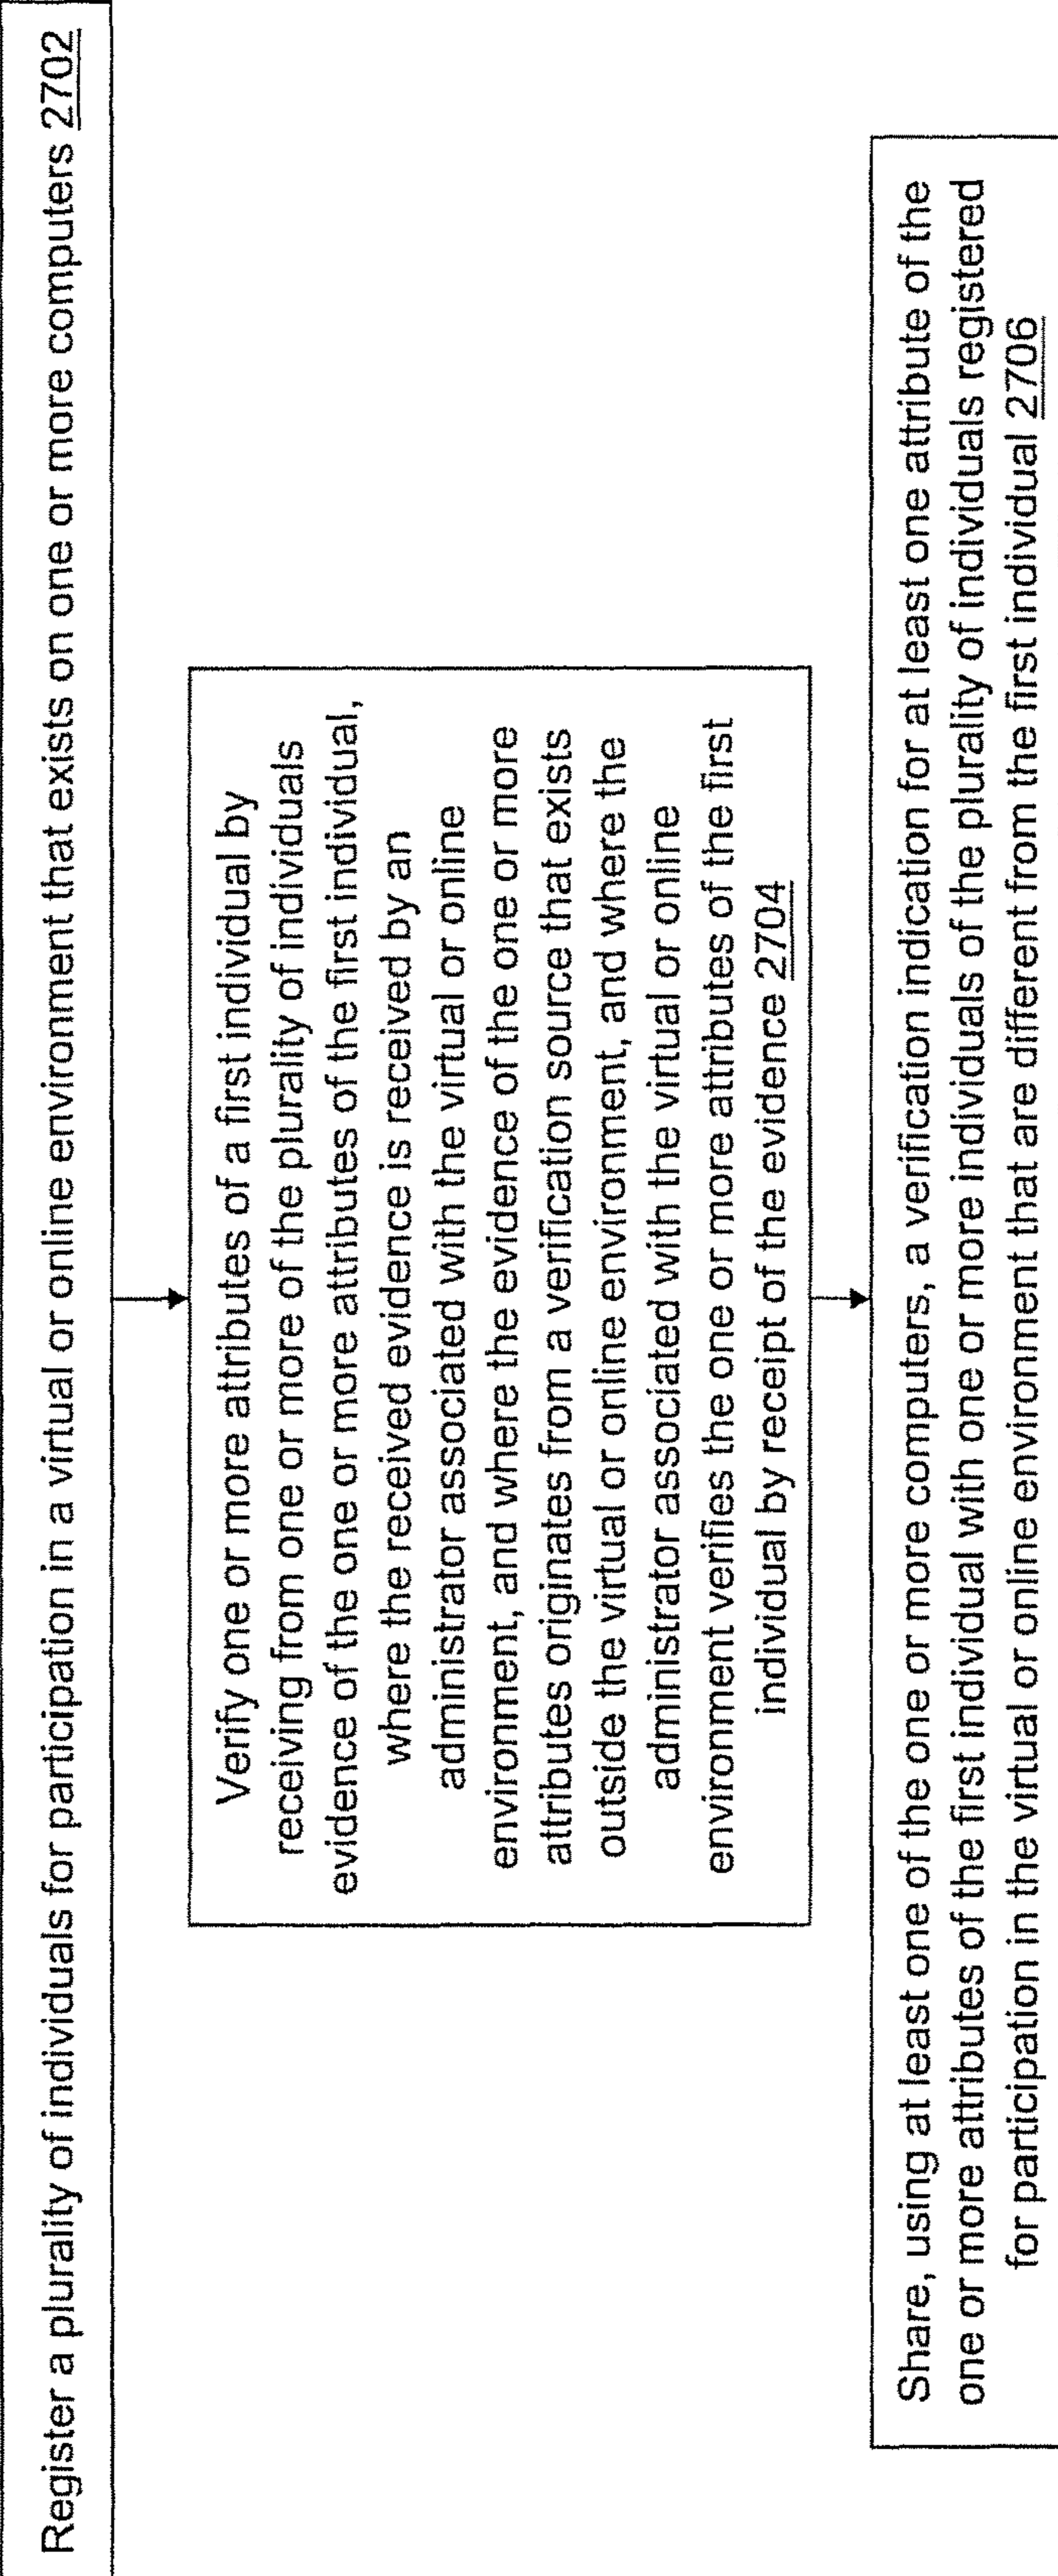 Register a plurality of individuals for participation in a virtual or online environment that exists on one or more computers 2702
Verify one or more attributes of a first individual by
receiving from one or more of the plurality of individuals
evidence of the one or more attributes of the first individual,
where the received evidence is received by an
administrator associated with the virtual or online
environment, and where the evidence of the one or more
attributes originates from a verification source that exists
outside the virtual or online environment, and where the
administrator associated with the virtual or online
environment verifies the one or more attributes of the first
individual by receipt of the evidence 2704
Share, using at least one of the one or more computers, a verification indication for at least one attribute of the
one or more attributes of the first individual with one or more individuals of the plurality of individuals registered
for participation in the virtual or online environment that are different from the first individual 2706